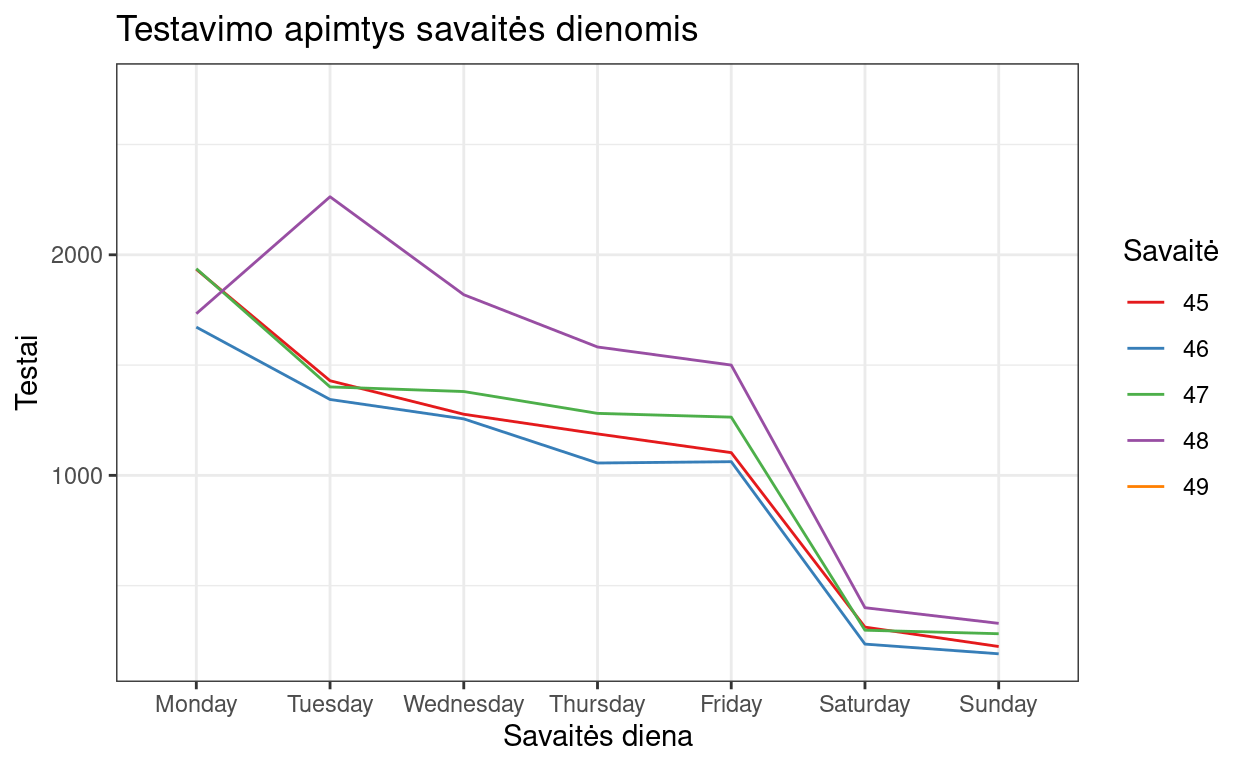 Testavimo apimtys savaitės dienomis
Testai
2000
1000
Monday Tuesday Wednesday Thursday Friday Saturday Sunday
Savaitės diena
Savaitė
45
46
47
48
49